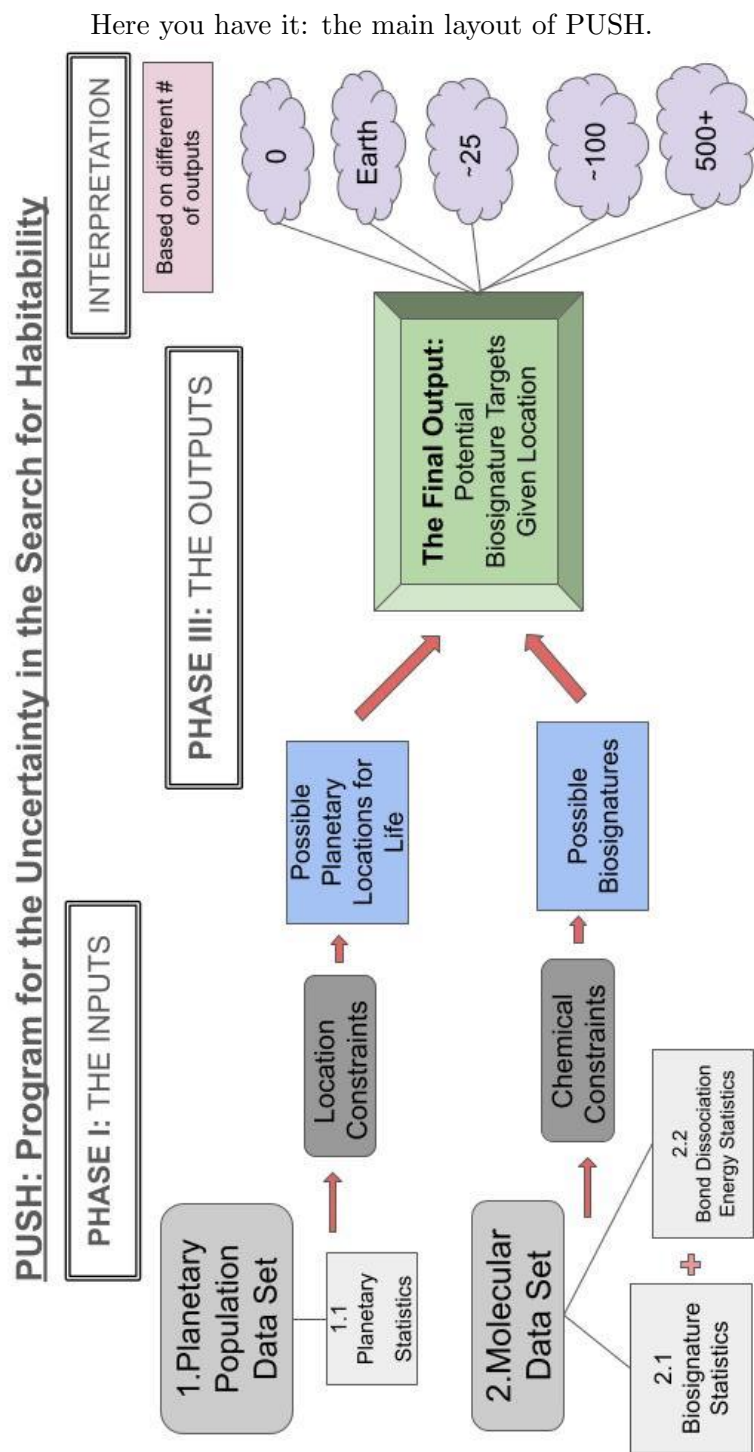 Here you have it: the main layout of PUSH.
PUSH: Program for the Uncertainty in the Search for Habitability
PHASE I: THE INPUTS
1.Planetary
Population
Data Set
1.1
Planetary
Statistics
Location
Constraints
Possible
Planetary
Locations for
Life
2.Molecular
Data Set
2.1
Biosignature
Statistics
+
2.2
Bond Dissociation
Energy Statistics
Chemical
Constraints
Possible
Biosignatures
PHASE III: THE OUTPUTS
The Final Output:
Potential
Biosignature Targets
Given Location
INTERPRETATION
Based on different #
of outputs
0
Earth
~25
~100
500+